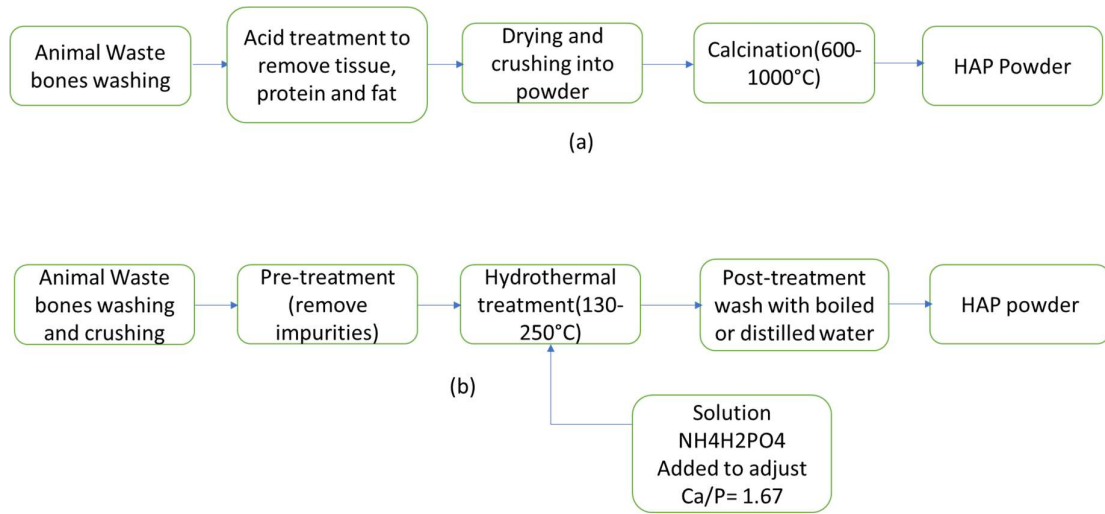 Animal Waste
bones washing
Acid treatment to
remove tissue,
protein and fat
Drying and
crushing into
powder
Calcination(600-
1000°C)
HAP Powder
(a)
Animal Waste
bones washing
and crushing
Pre-treatment
(remove
impurities)
Hydrothermal
treatment(130-
250°C)
Post-treatment
wash with boiled
or distilled water
HAP powder
(b)
Solution
NH4H2PO4
Added to adjust
Ca/P= 1.67